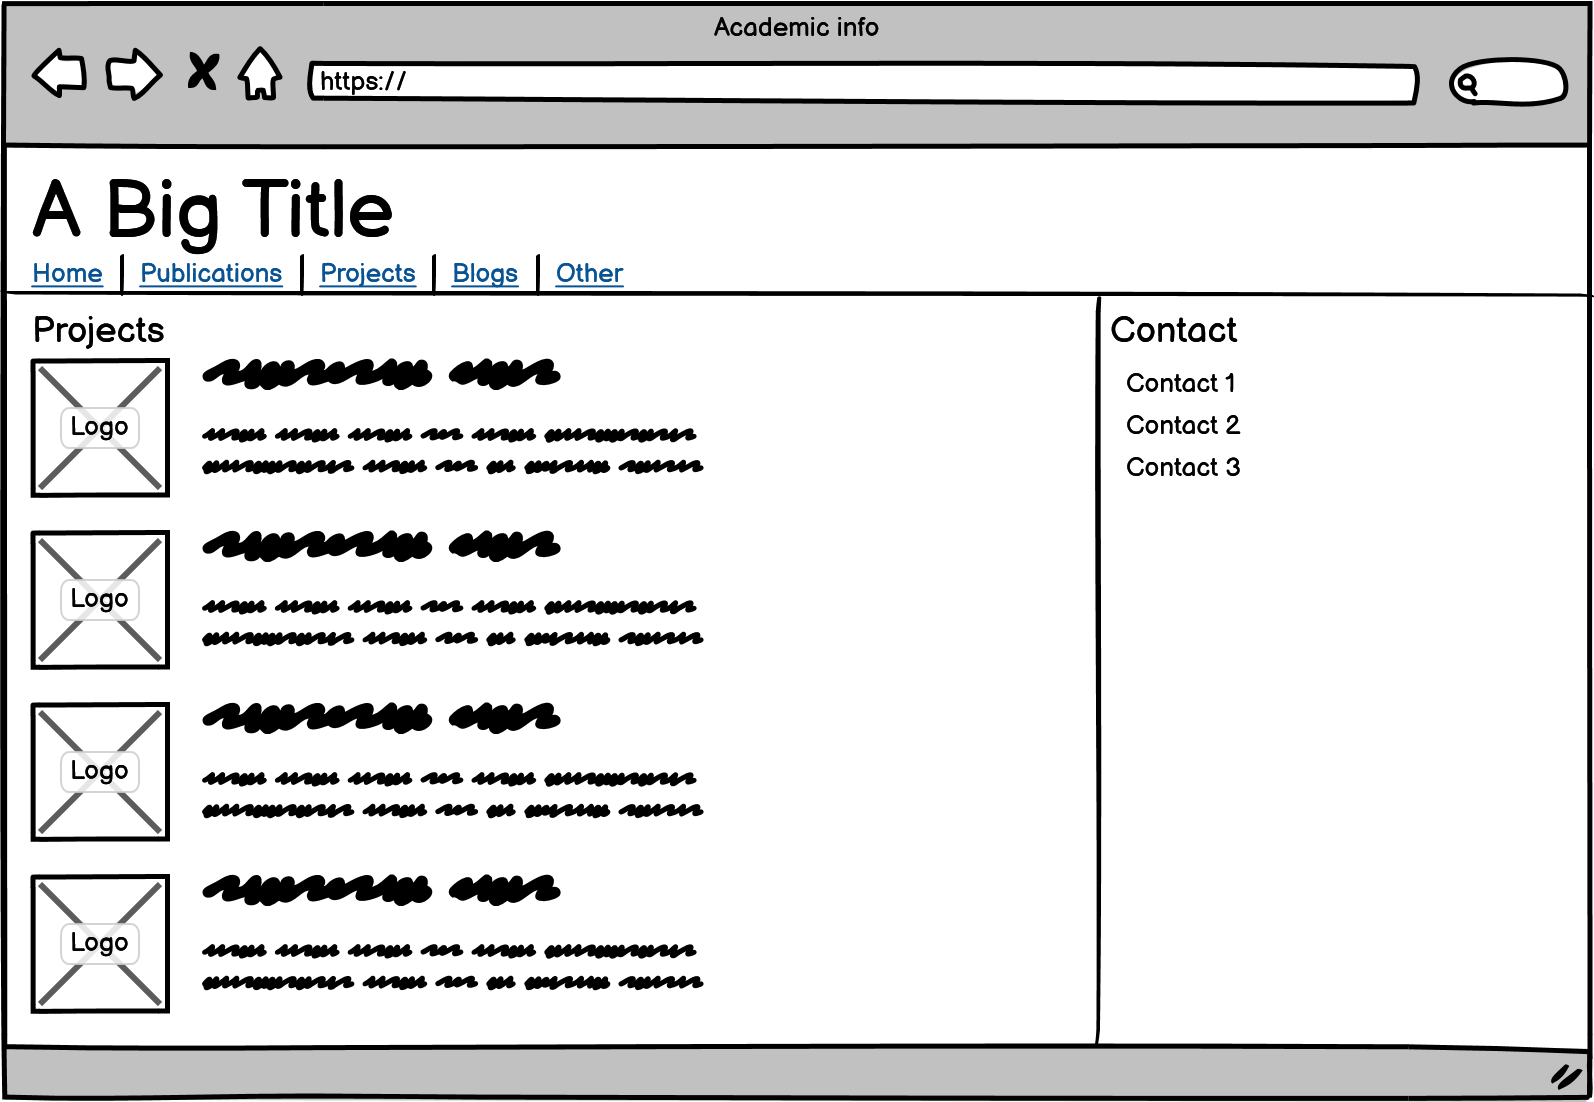 Academic info
https://
A Big Title
Home Publications Projects Blogs Other
Projects
Logo
Logo
Logo
Logo
Contact
Contact 1
Contact 2
Contact 3